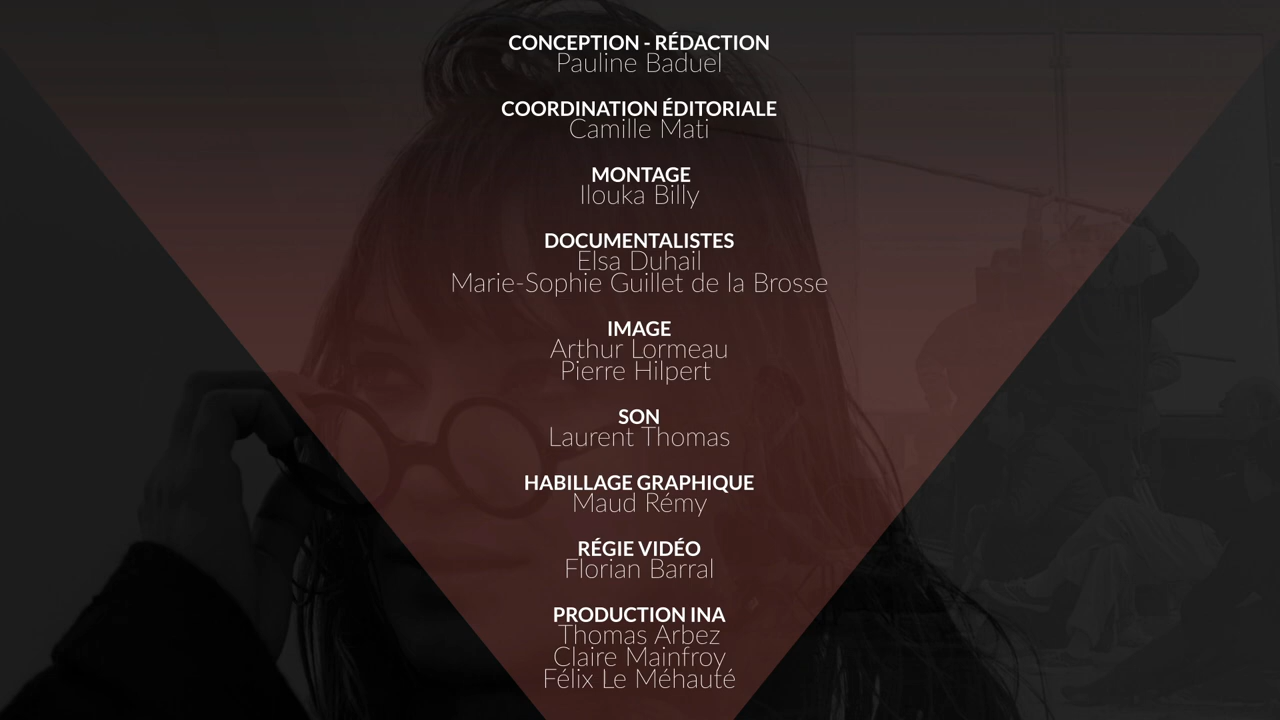 CONCEPTION - RÉDACTION
Pauline Baduel
COORDINATION ÉDITORIALE
Camille Mati
MONTAGE
Ilouka Billy
DOCUMENTALISTES
Elsa Duhail
Marie-Sophie Guillet de la Brosse
IMAGE
Arthur Lormeau
Pierre Hilpert
SON
Laurent Thomas
HABILLAGE GRAPHIQUE
Maud Rémy
RÉGIE VIDÉO
Florian Barral
PRODUCTION INA
Thomas Arbez
Claire Mainfroy
Félix Le Méhauté